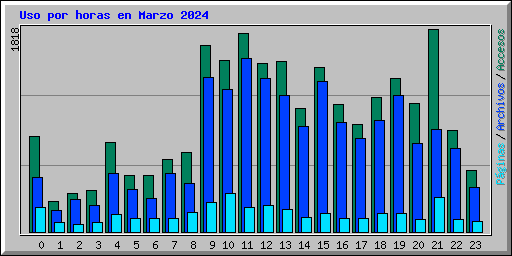 Uso por horas en Marzo 2024
1818
Páginas / Archivos / Accesos
0 1 2 3 4 5 6 7 8 9 10 11 12 13 14 15 16 17 18 19 20 21 22 23